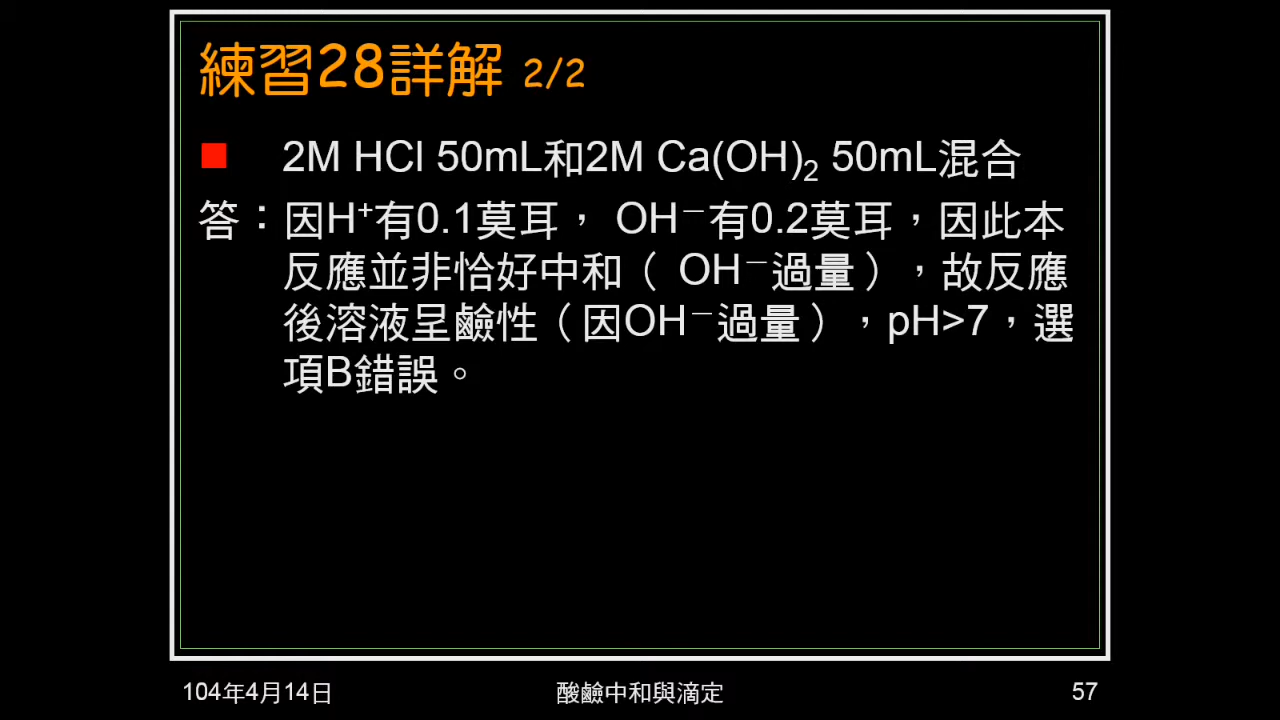 練習28詳解 2/2
■ 2M HCl 50mL和2M Ca(OH)₂ 50mL混合
答：因H⁺有0.1莫耳， OH⁻有0.2莫耳，因此本
反應並非恰好中和（ OH⁻過量），故反應
後溶液呈鹼性（因OH⁻過量），pH>7，選
項B錯誤。
104年4月14日
酸鹼中和與滴定
57